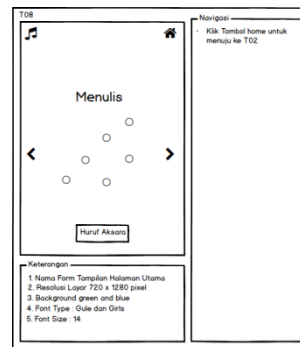 T08
Menulis
Huruf Aksara
Navigasi
- Klik Tombol home untuk
menuju ke T02
Keterangan
1. Nama Form Tampilan Halaman Utama
2. Resolusi Layar 720 x 1280 pixel
3. Background green and blue
4. Font Type : Gule dan Girls
5. Font Size : 14